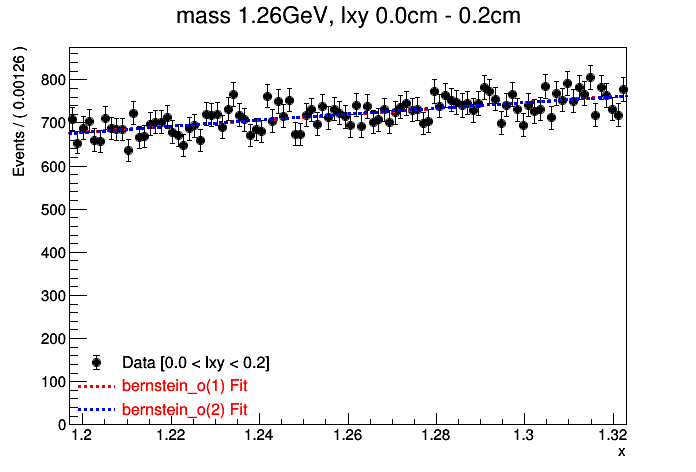 mass 1.26GeV, lxy 0.0cm - 0.2cm
Events / ( 0.00126 )
800
700
600
500
400
300
200
100
0
Data [0.0 < lxy < 0.2]
bernstein_o(1) Fit
bernstein_o(2) Fit
1.2 1.22 1.24 1.26 1.28 1.3 1.32
x